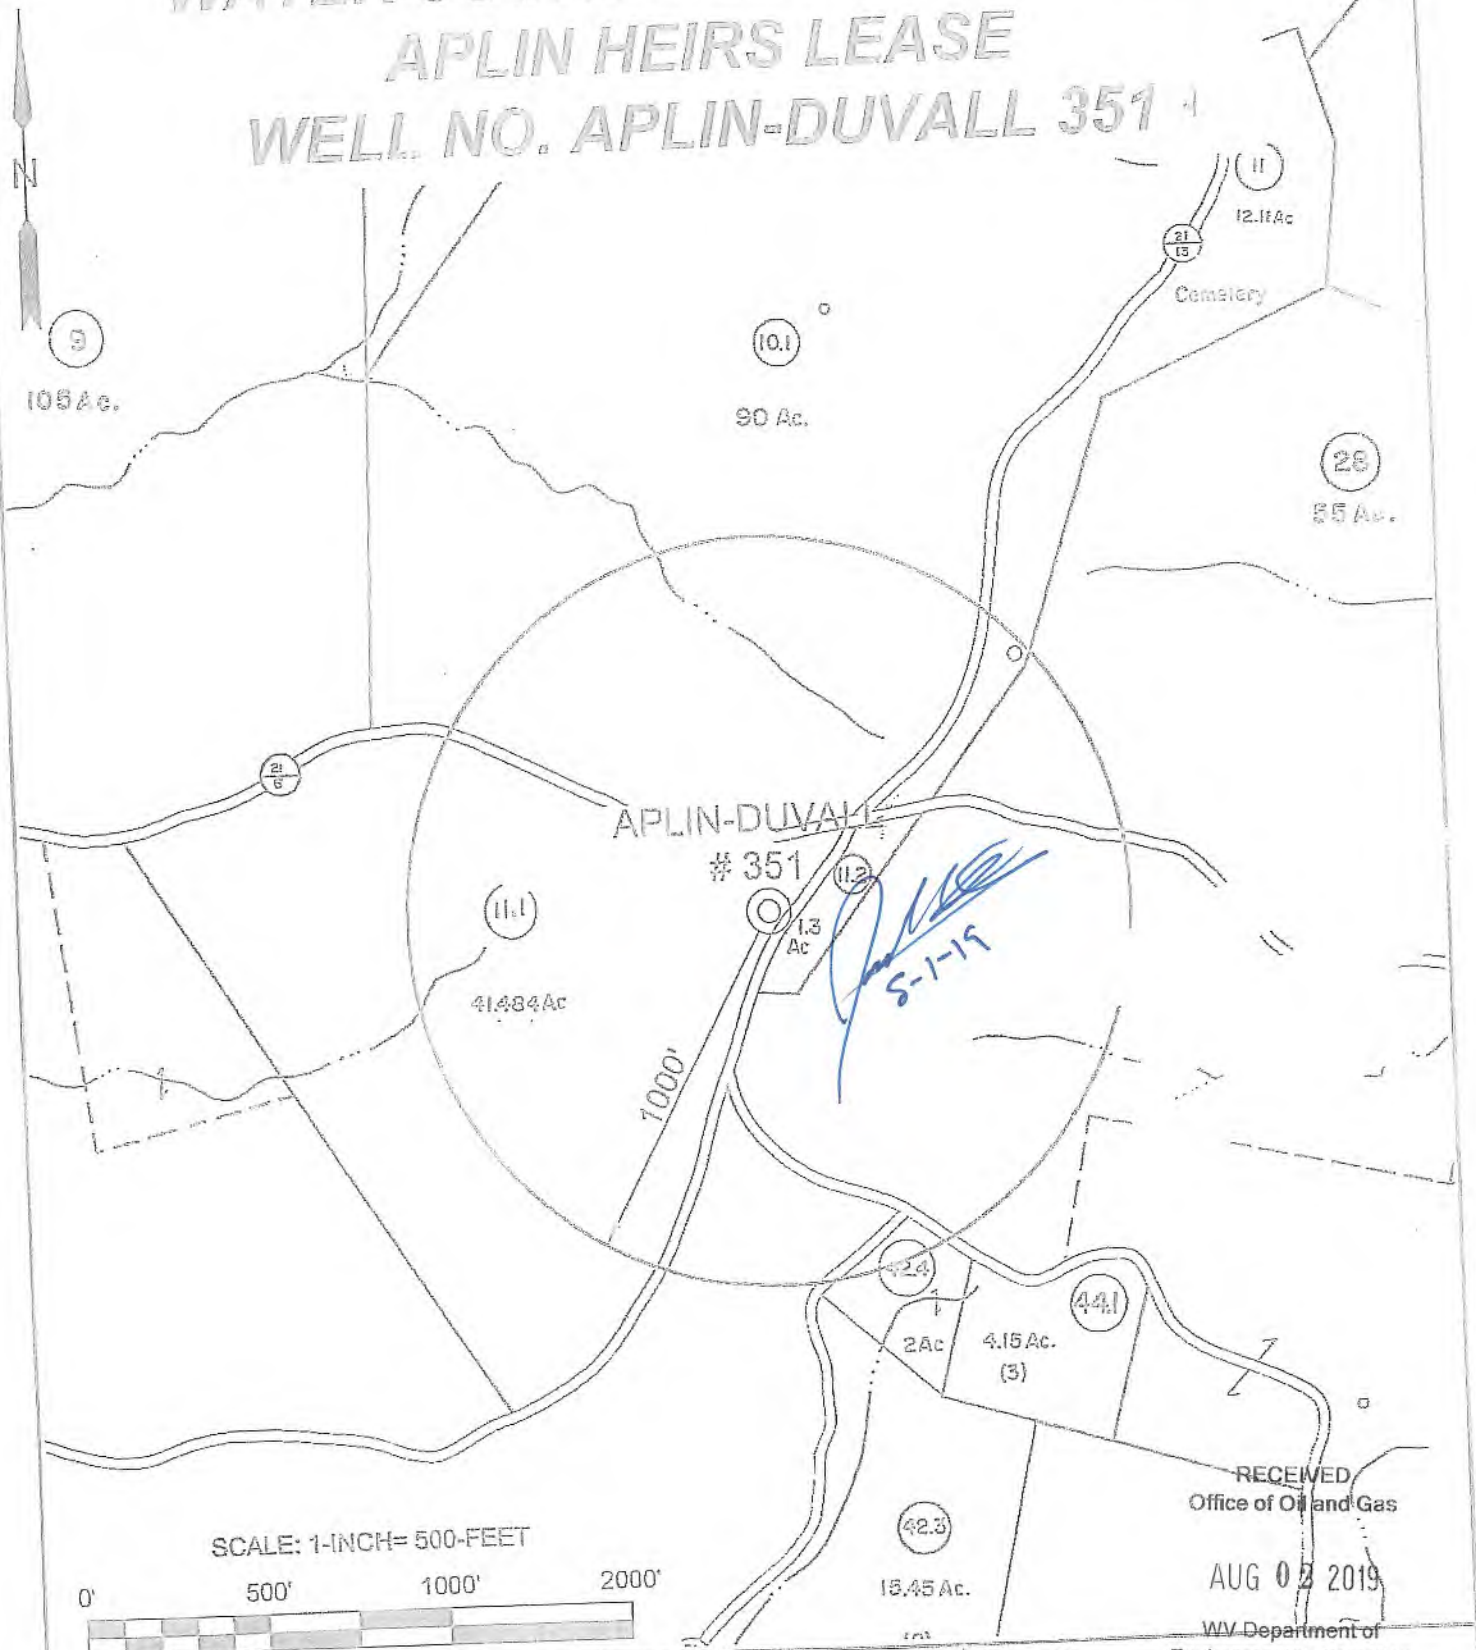 APLIN HEIRS LEASE
WELL NO. APLIN-DUVALL 351
N
11
12.11Ac
21
13
Cemetery
9
10.1
90 Ac.
28
55 Ac.
21
6
APLIN-DUVALL
# 351
11.2
1.3
Ac
11.1
41.484Ac
8-1-19
1000'
42.4
2Ac
44.1
4.15Ac.
(3)
42.3
15.45Ac.
SCALE: 1-INCH= 500-FEET
0' 500' 1000' 2000'
RECEIVED
Office of Oil and Gas
AUG 02 2019
WV Department of